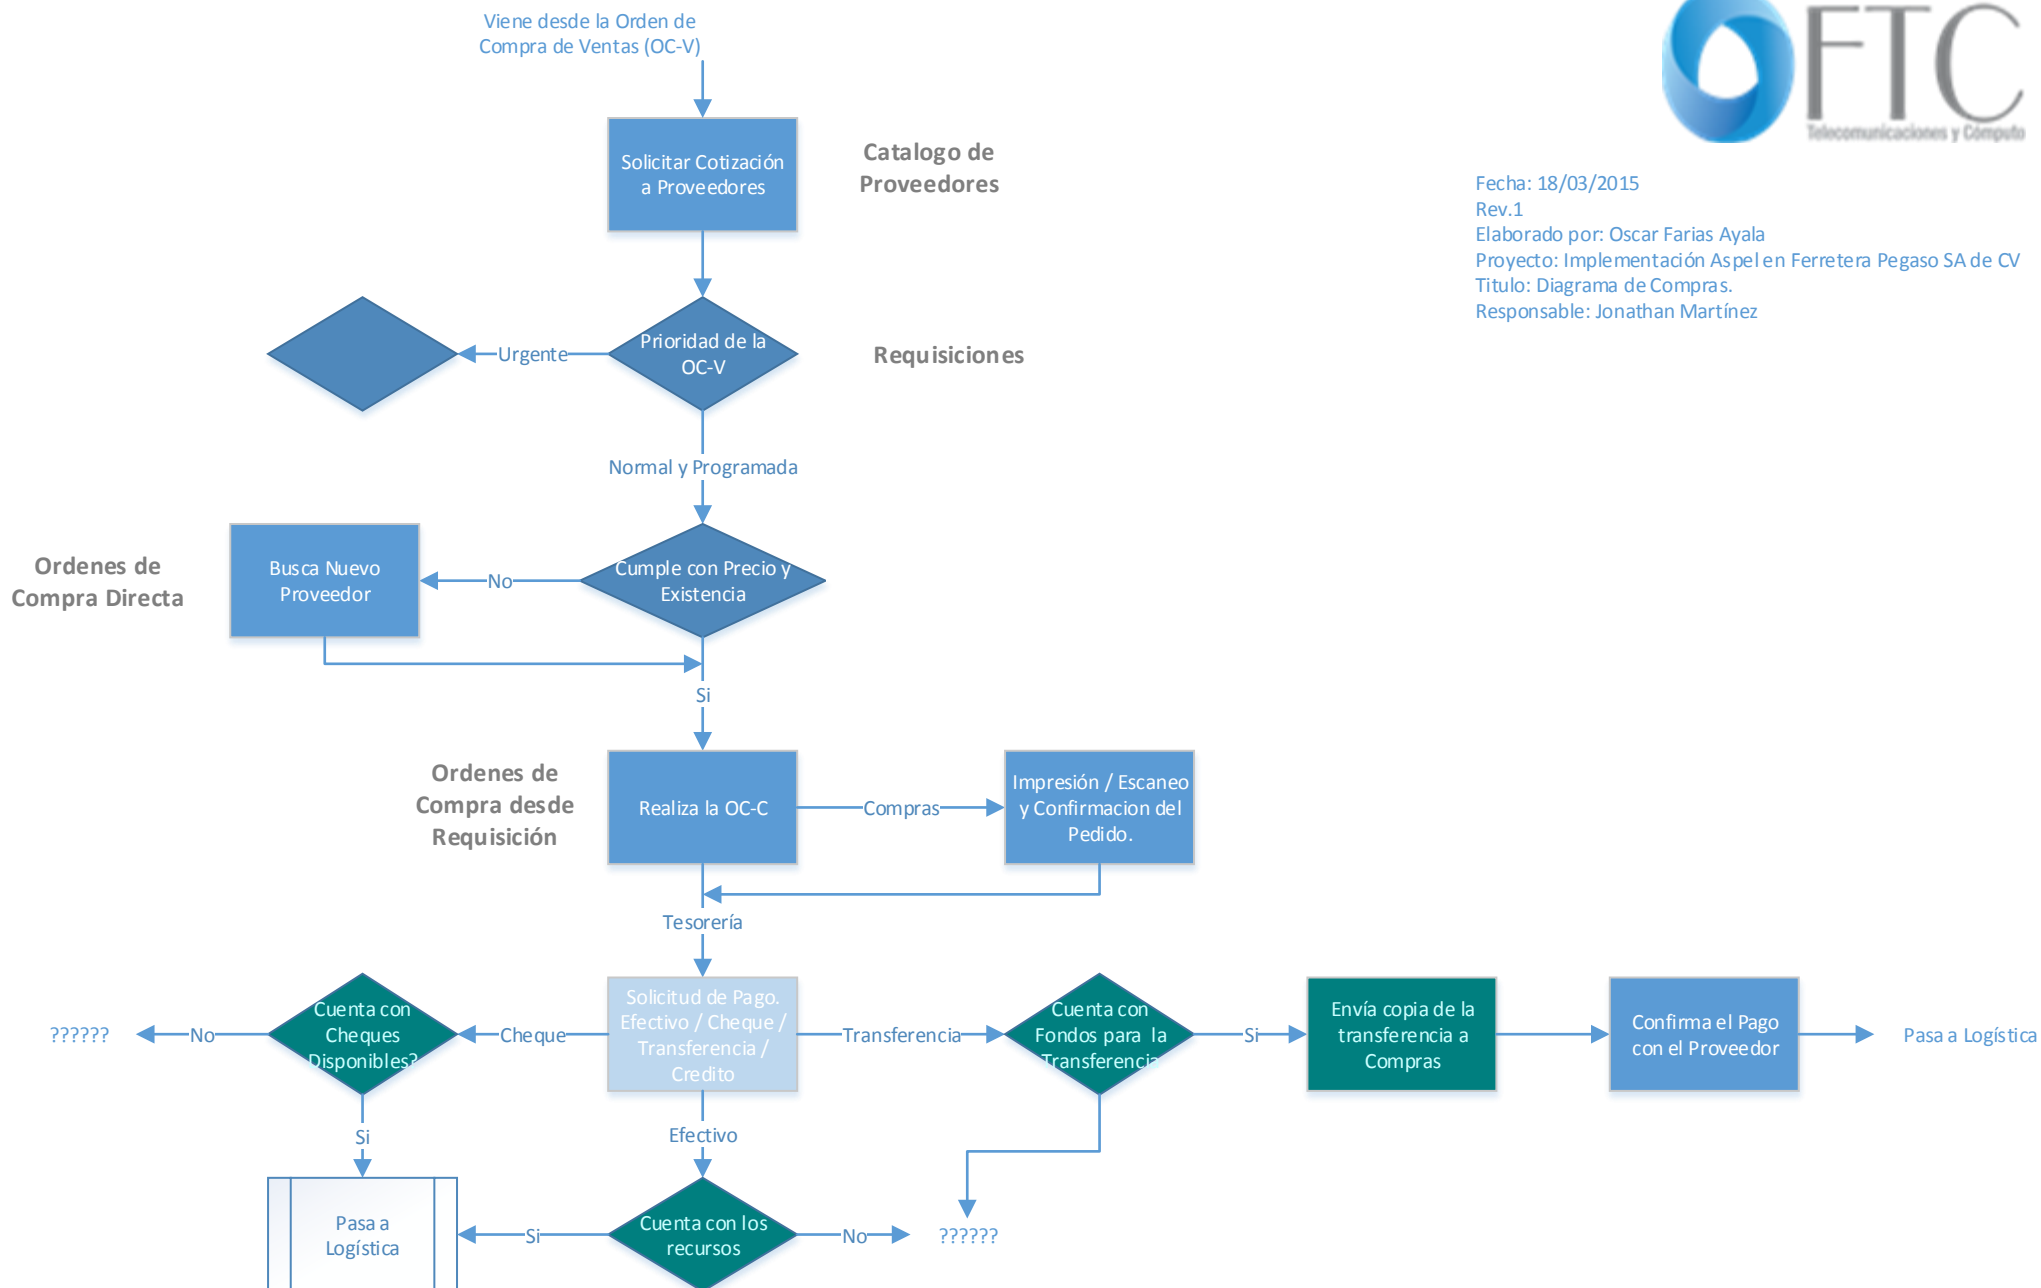 Viene desde la Orden de
Compra de Ventas (OC-V)
FTC
Telecomunicaciones y Cómputo
Solicitar Cotización
a Proveedores
Catalogo de
Proveedores
Fecha: 18/03/2015
Rev.1
Elaborado por: Oscar Farias Ayala
Proyecto: Implementación Aspel en Ferretera Pegaso SA de CV
Titulo: Diagrama de Compras.
Responsable: Jonathan Martínez
Urgente
Prioridad de la
OC-V
Requisiciones
Normal y Programada
Ordenes de
Compra Directa
Busca Nuevo
Proveedor
No
Cumple con Precio y
Existencia
Si
Ordenes de
Compra desde
Requisición
Realiza la OC-C
Compras
Impresión / Escaneo
y Confirmacion del
Pedido.
Tesorería
??????
No
Cuenta con
Cheques
Disponibles?
Cheque
Solicitud de Pago.
Efectivo / Cheque /
Transferencia /
Credito
Transferencia
Cuenta con
Fondos para la
Transferencia
Si
Envía copia de la
transferencia a
Compras
Confirma el Pago
con el Proveedor
Pasa a Logística
Si
Efectivo
Pasa a
Logística
Si
Cuenta con los
recursos
No
??????